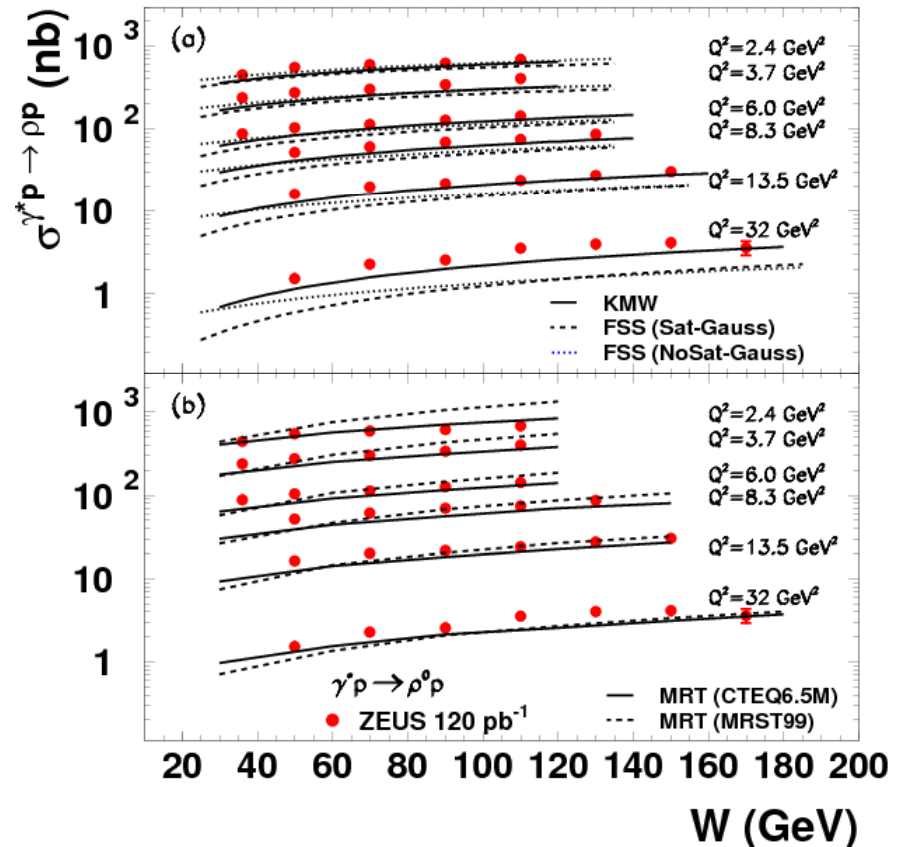 σ^γ*p → ρp (nb)
(a)
10³
10²
10
1
Q²=2.4 GeV²
Q²=3.7 GeV²
Q²=6.0 GeV²
Q²=8.3 GeV²
Q²=13.5 GeV²
Q²=32 GeV²
KMW
FSS (Sat-Gauss)
FSS (NoSat-Gauss)
(b)
10³
10²
10
1
Q²=2.4 GeV²
Q²=3.7 GeV²
Q²=6.0 GeV²
Q²=8.3 GeV²
Q²=13.5 GeV²
Q²=32 GeV²
γ*p → ρ⁰p
ZEUS 120 pb⁻¹
MRT (CTEQ6.5M)
MRT (MRST99)
20 40 60 80 100 120 140 160 180 200
W (GeV)